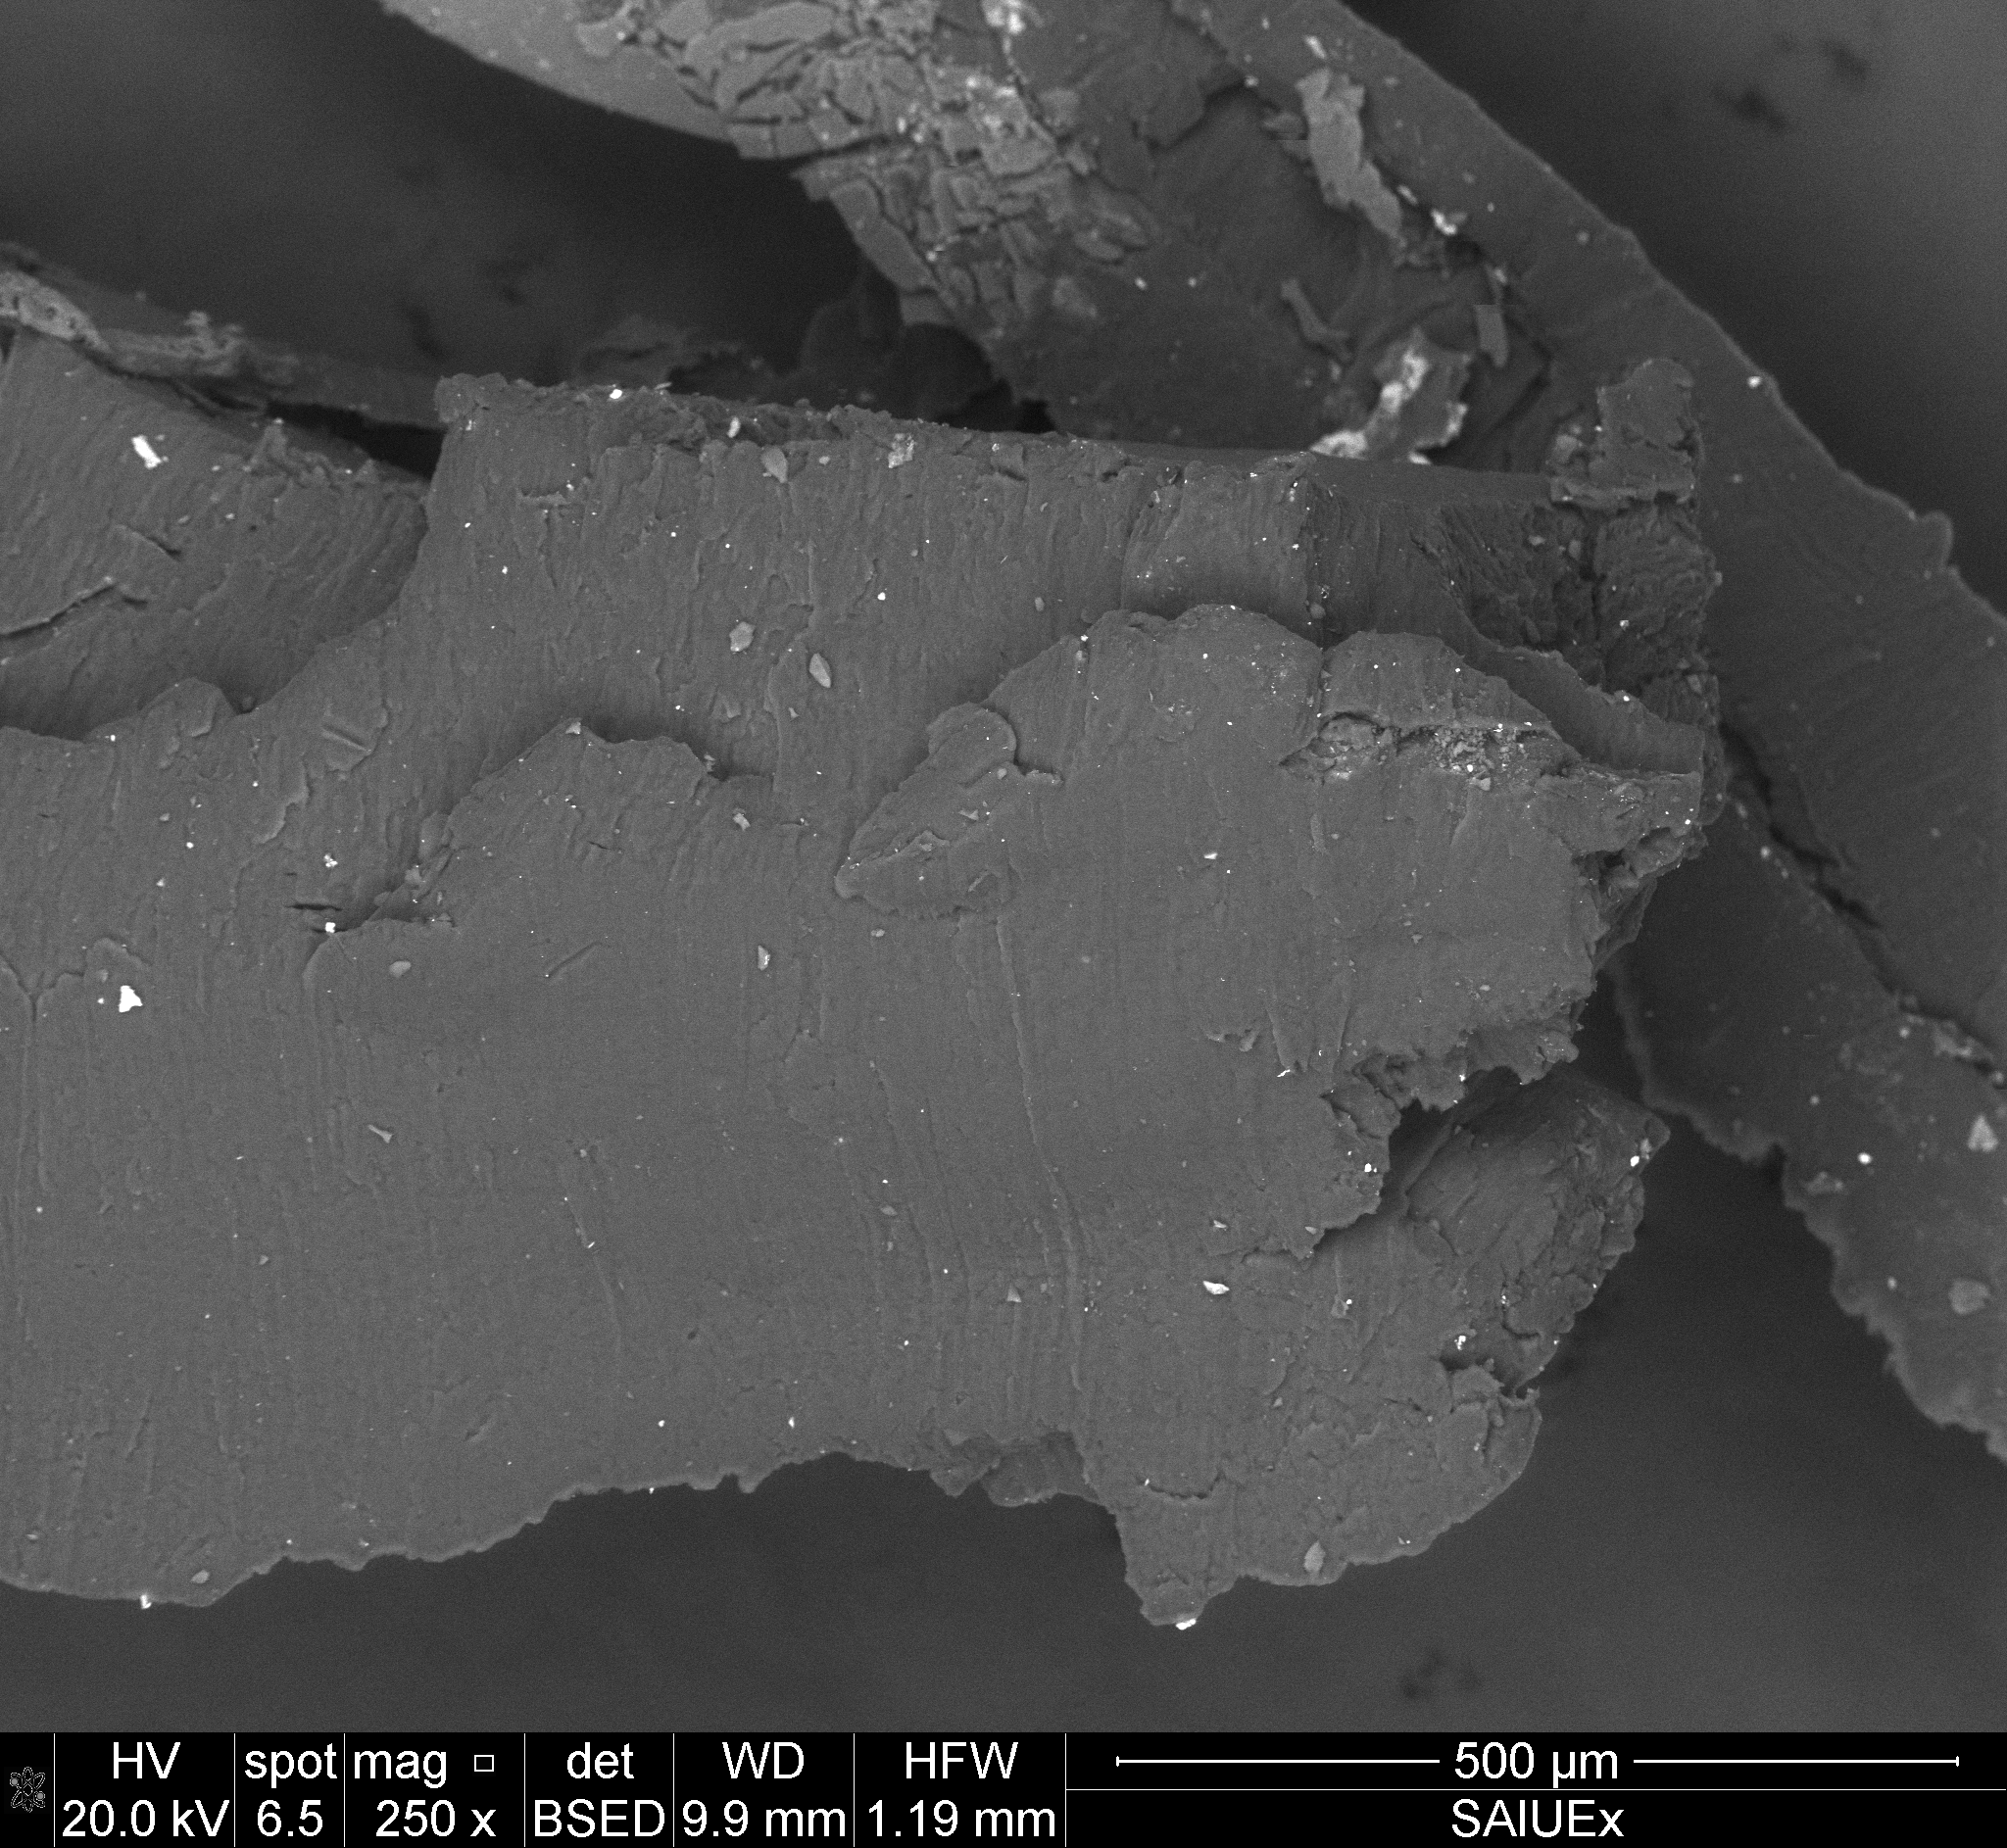 HV spot mag det WD HFW 500 µm
20.0 kV 6.5 250 x BSED 9.9 mm 1.19 mm SAIUEx